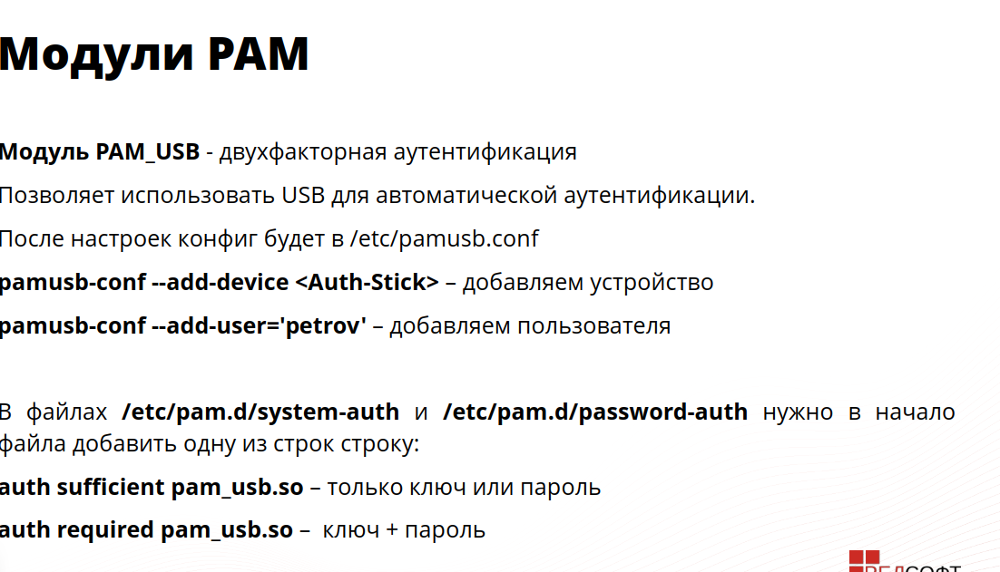 Модули PAM
Модуль PAM_USB - двухфакторная аутентификация
Позволяет использовать USB для автоматической аутентификации.
После настроек конфиг будет в /etc/pamusb.conf
pamusb-conf --add-device <Auth-Stick> – добавляем устройство
pamusb-conf --add-user='petrov' – добавляем пользователя
В файлах /etc/pam.d/system-auth и /etc/pam.d/password-auth нужно в начало
файла добавить одну из строк строку:
auth sufficient pam_usb.so – только ключ или пароль
auth required pam_usb.so – ключ + пароль
РЕДСОФТ